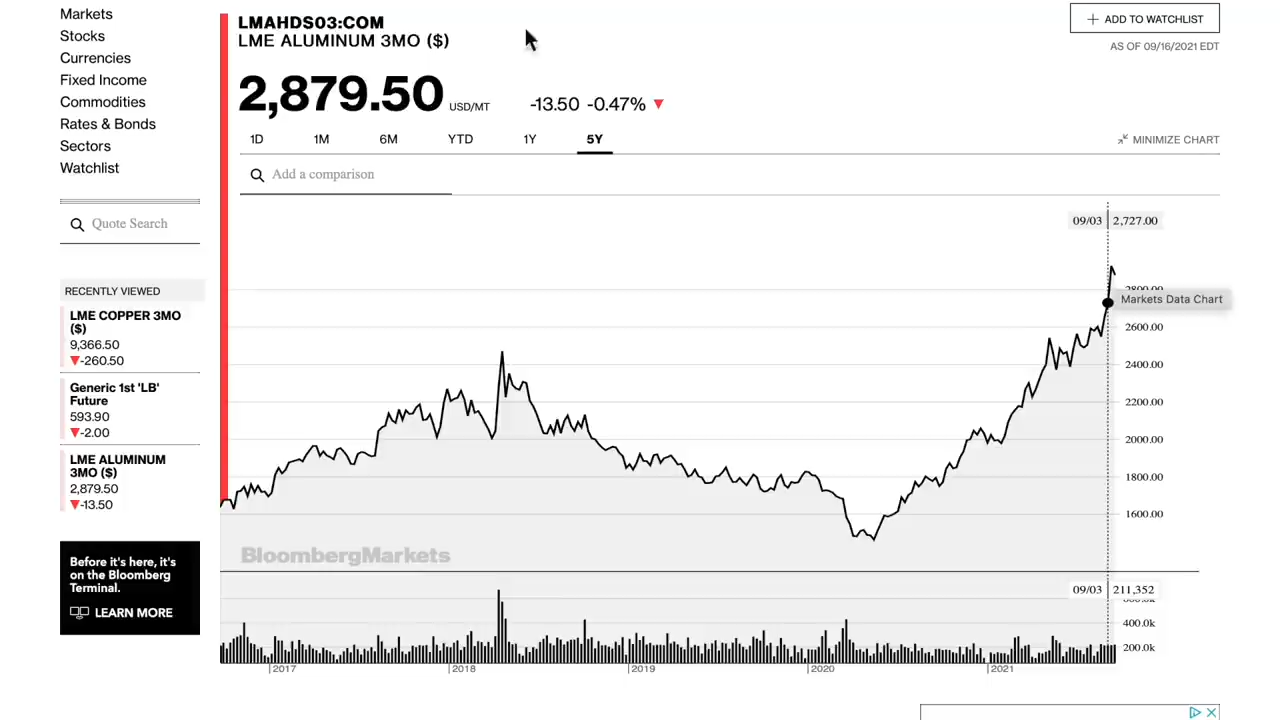 Markets
Stocks
Currencies
Fixed Income
Commodities
Rates & Bonds
Sectors
Watchlist
Quote Search
RECENTLY VIEWED
LME COPPER 3MO
($)
9,366.50
▼-260.50
Generic 1st 'LB'
Future
593.90
▼-2.00
LME ALUMINUM
3MO ($)
2,879.50
▼-13.50
Before it's here, it's
on the Bloomberg
Terminal.
LEARN MORE
LMAHDS03:COM
LME ALUMINUM 3MO ($)
+ ADD TO WATCHLIST
AS OF 09/16/2021 EDT
2,879.50 USD/MT -13.50 -0.47% ▼
1D 1M 6M YTD 1Y 5Y
MINIMIZE CHART
Add a comparison
09/03 2,727.00
2800.00
Markets Data Chart
2600.00
2400.00
2200.00
2000.00
1800.00
1600.00
BloombergMarkets
09/03 211,352
600.0k
400.0k
200.0k
2017 2018 2019 2020 2021